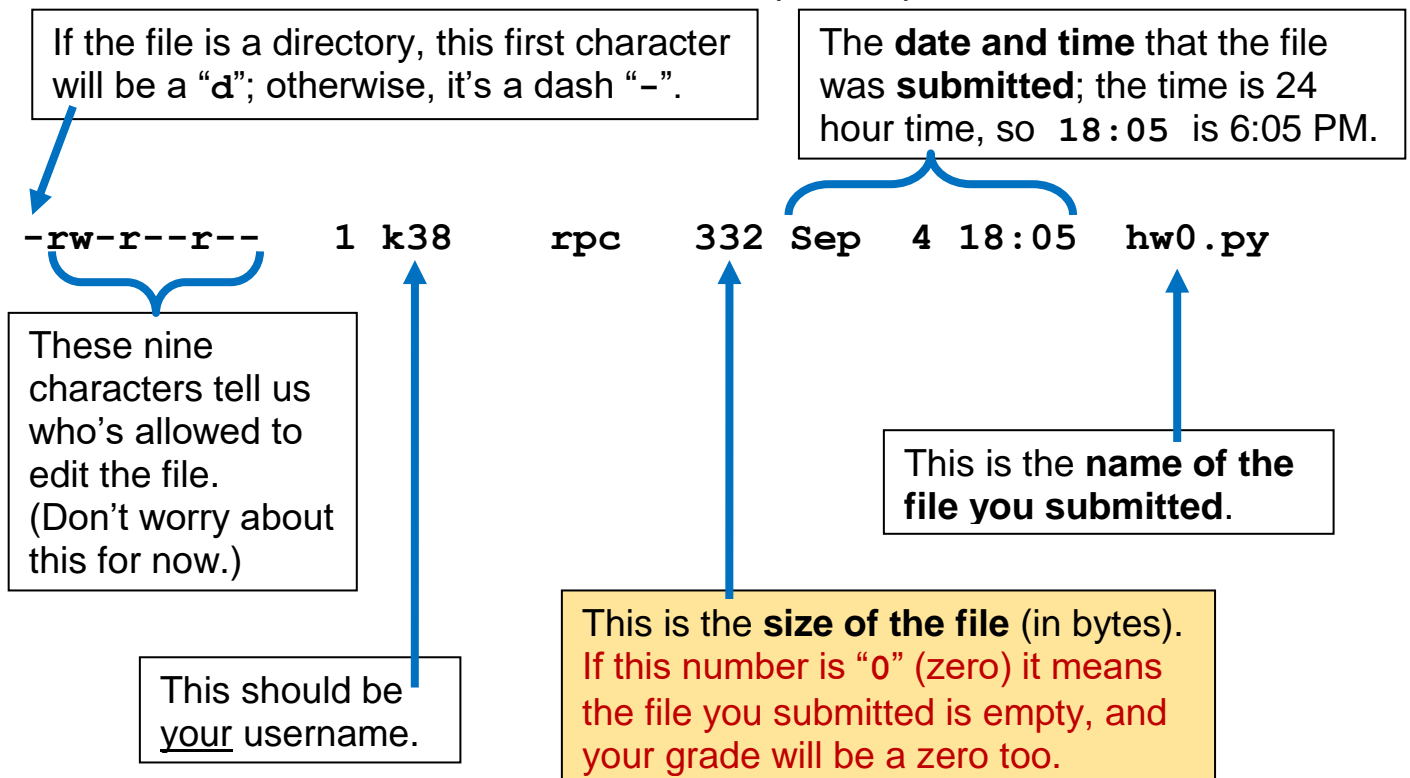 If the file is a directory, this first character
will be a “d”; otherwise, it’s a dash “-”.
The date and time that the file
was submitted; the time is 24
hour time, so 18:05 is 6:05 PM.
-rw-r--r-- 1 k38 rpc 332 Sep 4 18:05 hw0.py
These nine
characters tell us
who’s allowed to
edit the file.
(Don’t worry about
this for now.)
This is the name of the
file you submitted.
This should be
your username.
This is the size of the file (in bytes).
If this number is “0” (zero) it means
the file you submitted is empty, and
your grade will be a zero too.